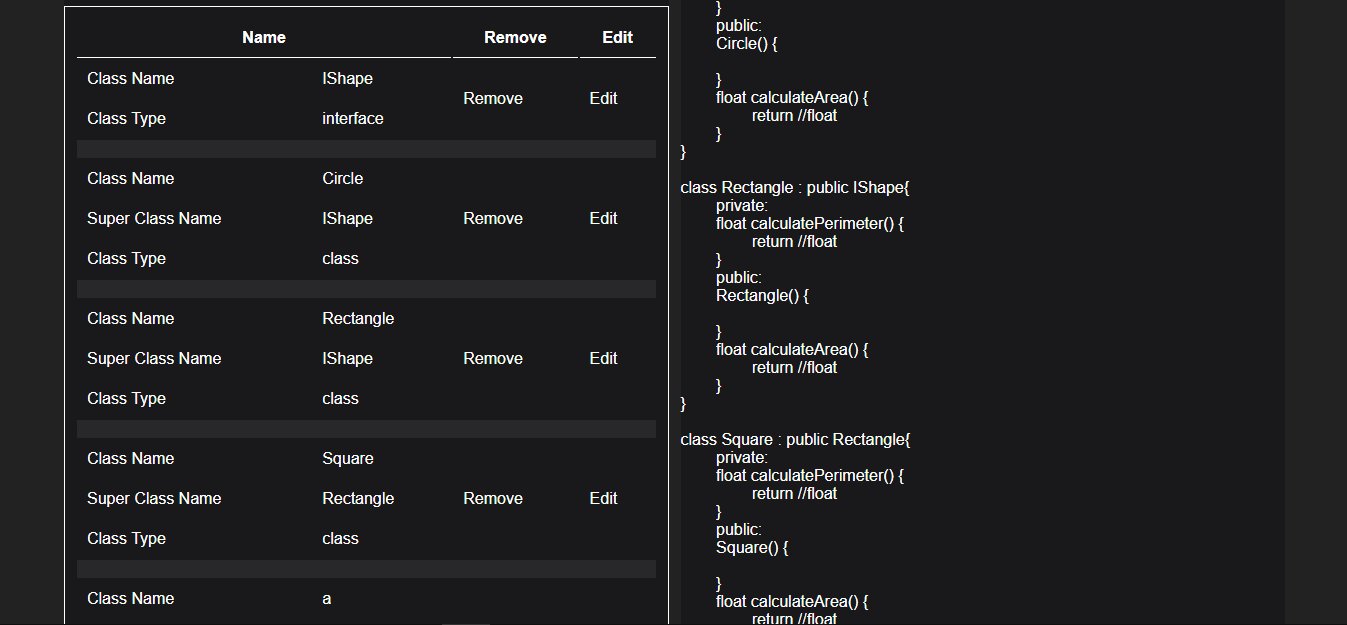 Name Remove Edit
Class Name IShape
Remove Edit
Class Type interface
Class Name Circle
Super Class Name IShape Remove Edit
Class Type class
Class Name Rectangle
Super Class Name IShape Remove Edit
Class Type class
Class Name Square
Super Class Name Rectangle Remove Edit
Class Type class
Class Name a
}
public:
Circle() {
}
float calculateArea() {
return //float
}
}
class Rectangle : public IShape{
private:
float calculatePerimeter() {
return //float
}
public:
Rectangle() {
}
float calculateArea() {
return //float
}
}
class Square : public Rectangle{
private:
float calculatePerimeter() {
return //float
}
public:
Square() {
}
float calculateArea() {
return //float